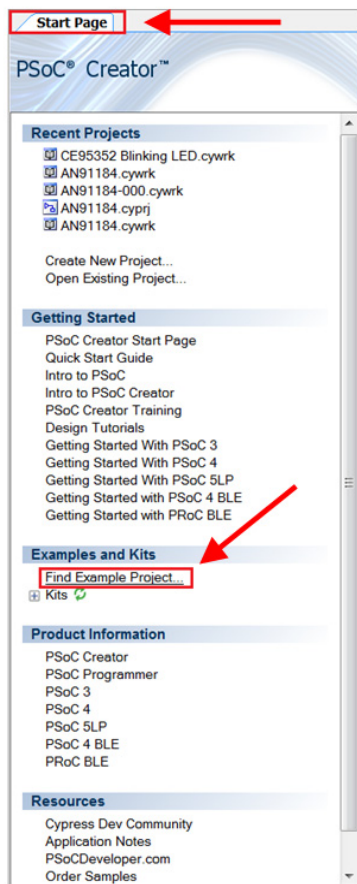 Start Page
PSoC® Creator™
Recent Projects
CE95352 Blinking LED.cywrk
AN91184.cywrk
AN91184-000.cywrk
AN91184.cyprj
AN91184.cywrk
Create New Project...
Open Existing Project...
Getting Started
PSoC Creator Start Page
Quick Start Guide
Intro to PSoC
Intro to PSoC Creator
PSoC Creator Training
Design Tutorials
Getting Started With PSoC 3
Getting Started With PSoC 4
Getting Started With PSoC 5LP
Getting Started with PSoC 4 BLE
Getting Started with PRoC BLE
Examples and Kits
Find Example Project...
Kits
Product Information
PSoC Creator
PSoC Programmer
PSoC 3
PSoC 4
PSoC 5LP
PSoC 4 BLE
PRoC BLE
Resources
Cypress Dev Community
Application Notes
PSoCDeveloper.com
Order Samples